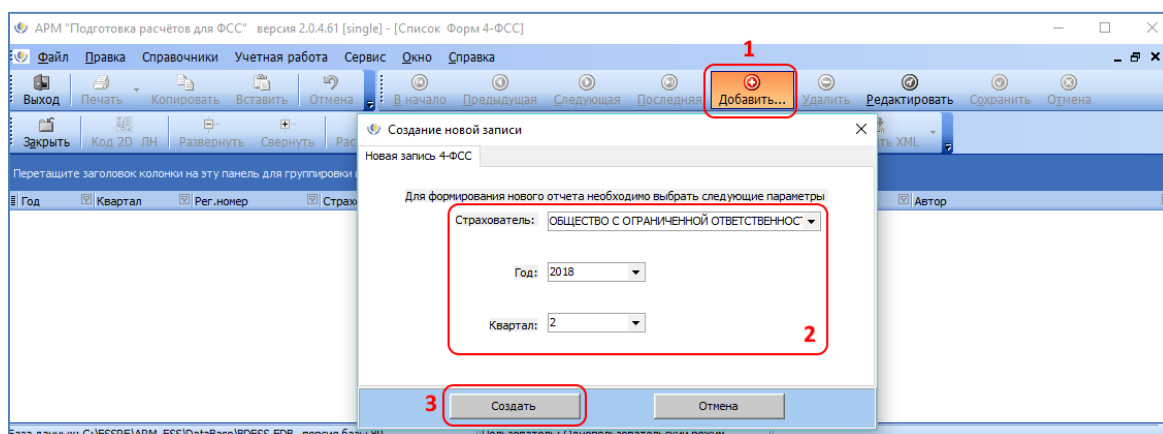 АРМ "Подготовка расчётов для ФСС" версия 2.0.4.61 [single] - [Список Форм 4-ФСС]
1
Файл Правка Справочники Учетная работа Сервис Окно Справка
Выход Печать Копировать Вставить Отмена В начало Предыдущая Следующая Последняя Добавить... Удалить Редактировать Сохранить Отмена
Закрыть Код 2D ЛН Развернуть Свернуть Рас XML
Создание новой записи
Новая запись 4-ФСС
Перетащите заголовок колонки на эту панель для группировки
Для формирования нового отчета необходимо выбрать следующие параметры
Год Квартал Рег.номер Страх Автор
Страхователь: ОБЩЕСТВО С ОГРАНИЧЕННОЙ ОТВЕТСТВЕННОСТ
Год: 2018
Квартал: 2
2
3 Создать Отмена